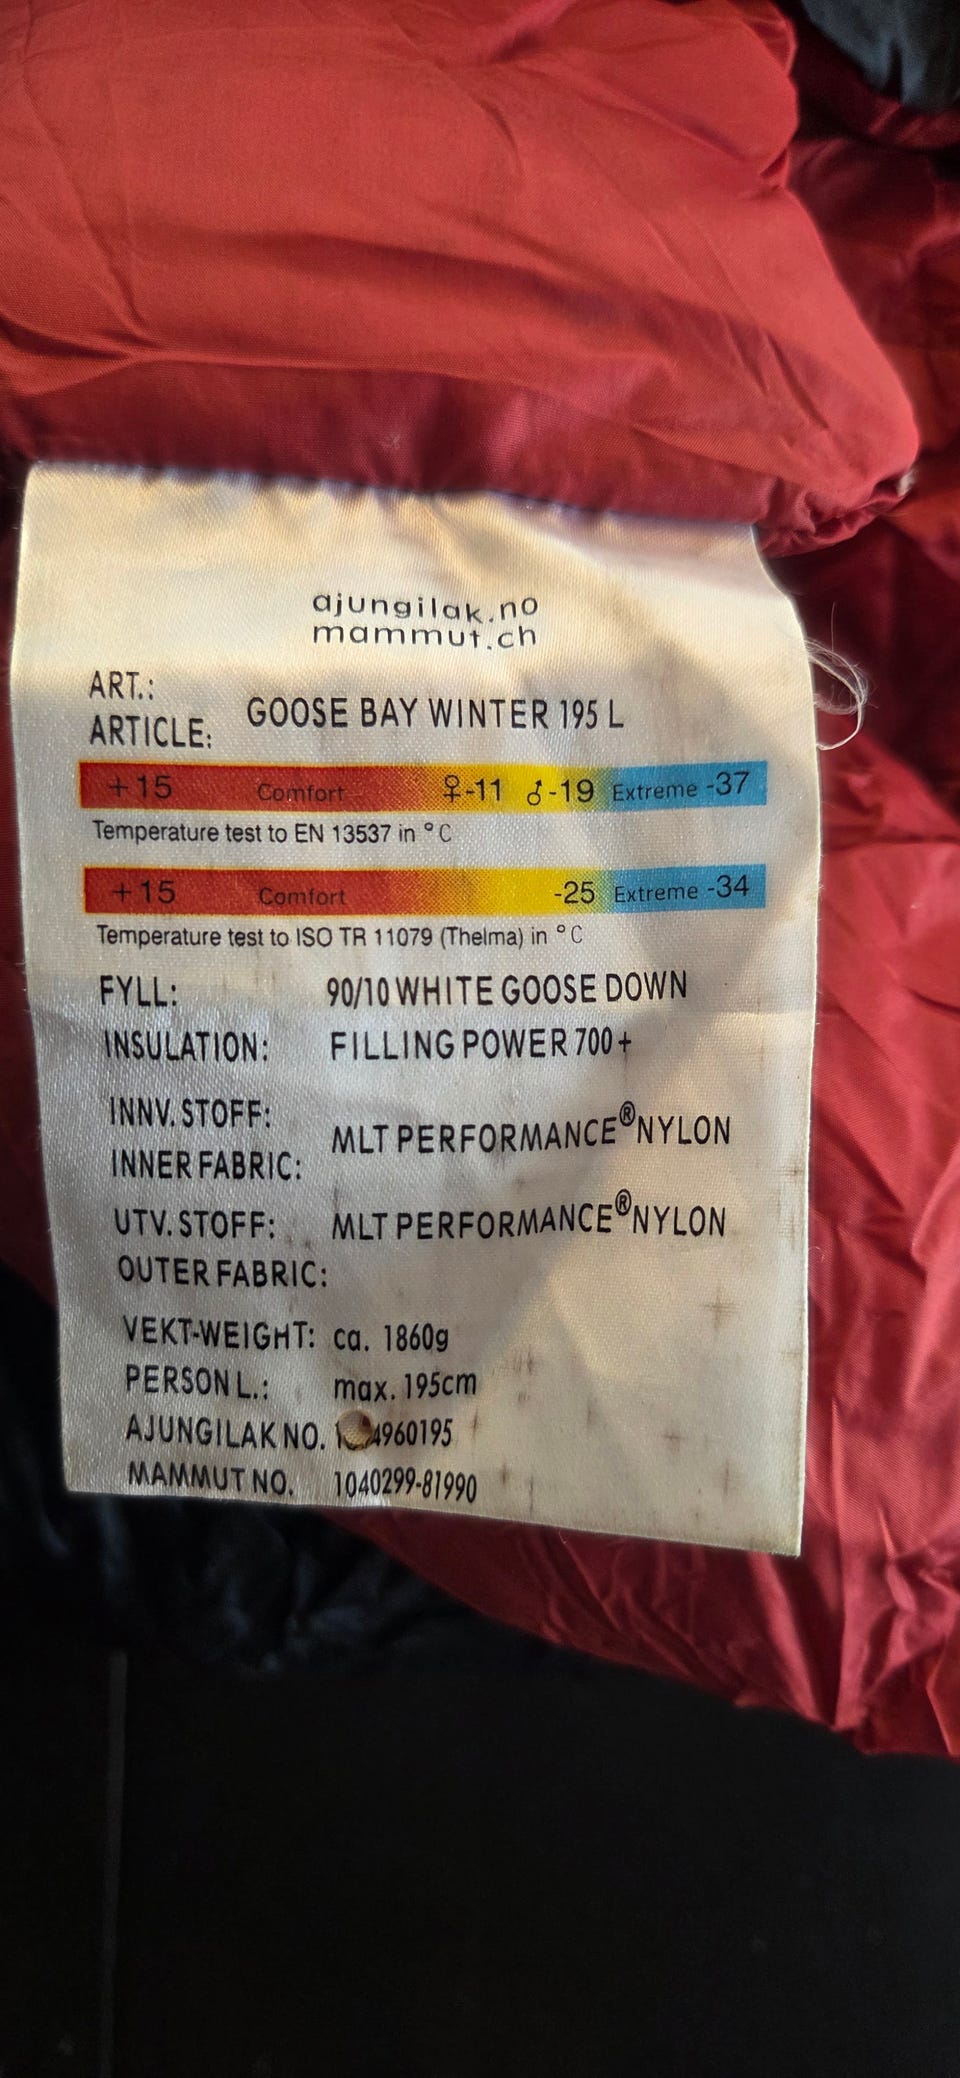 ajungilak.no
mammut.ch
ART.:
ARTICLE: GOOSE BAY WINTER 195 L
+15 Comfort ♀-11 ♂-19 Extreme -37
Temperature test to EN 13537 in °C
+15 Comfort -25 Extreme -34
Temperature test to ISO TR 11079 (Thelma) in °C
FYLL: 90/10 WHITE GOOSE DOWN
INSULATION: FILLING POWER 700+
INNV. STOFF:
INNER FABRIC: MLT PERFORMANCE® NYLON
UTV. STOFF: MLT PERFORMANCE® NYLON
OUTER FABRIC:
VEKT-WEIGHT: ca. 1860g
PERSON L.: max. 195cm
AJUNGILAK NO.
MAMMUT NO. 1040299-81990